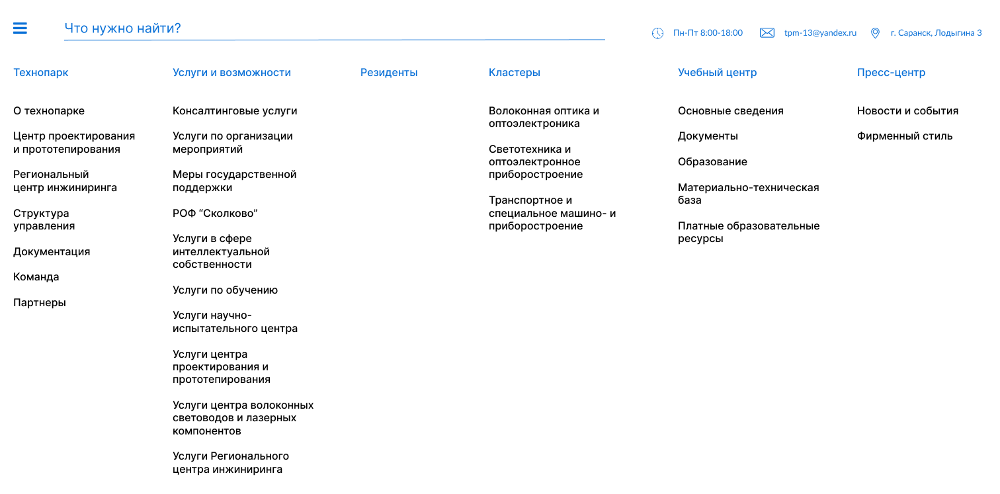 Что нужно найти?
Пн-Пт 8:00-18:00
tpm-13@yandex.ru
г. Саранск, Лодыгина 3
Технопарк
О технопарке
Центр проектирования
и прототепирования
Региональный
центр инжиниринга
Структура
управления
Документация
Команда
Партнеры
Услуги и возможности
Консалтинговые услуги
Услуги по организации
мероприятий
Меры государственной
поддержки
РОФ “Сколково”
Услуги в сфере
интеллектуальной
собственности
Услуги по обучению
Услуги научно-
испытательного центра
Услуги центра
проектирования и
прототепирования
Услуги центра волоконных
световодов и лазерных
компонентов
Услуги Регионального
центра инжиниринга
Резиденты
Кластеры
Волоконная оптика и
оптоэлектроника
Светотехника и
оптоэлектронное
приборостроение
Транспортное и
специальное машино- и
приборостроение
Учебный центр
Основные сведения
Документы
Образование
Материально-техническая
база
Платные образовательные
ресурсы
Пресс-центр
Новости и события
Фирменный стиль